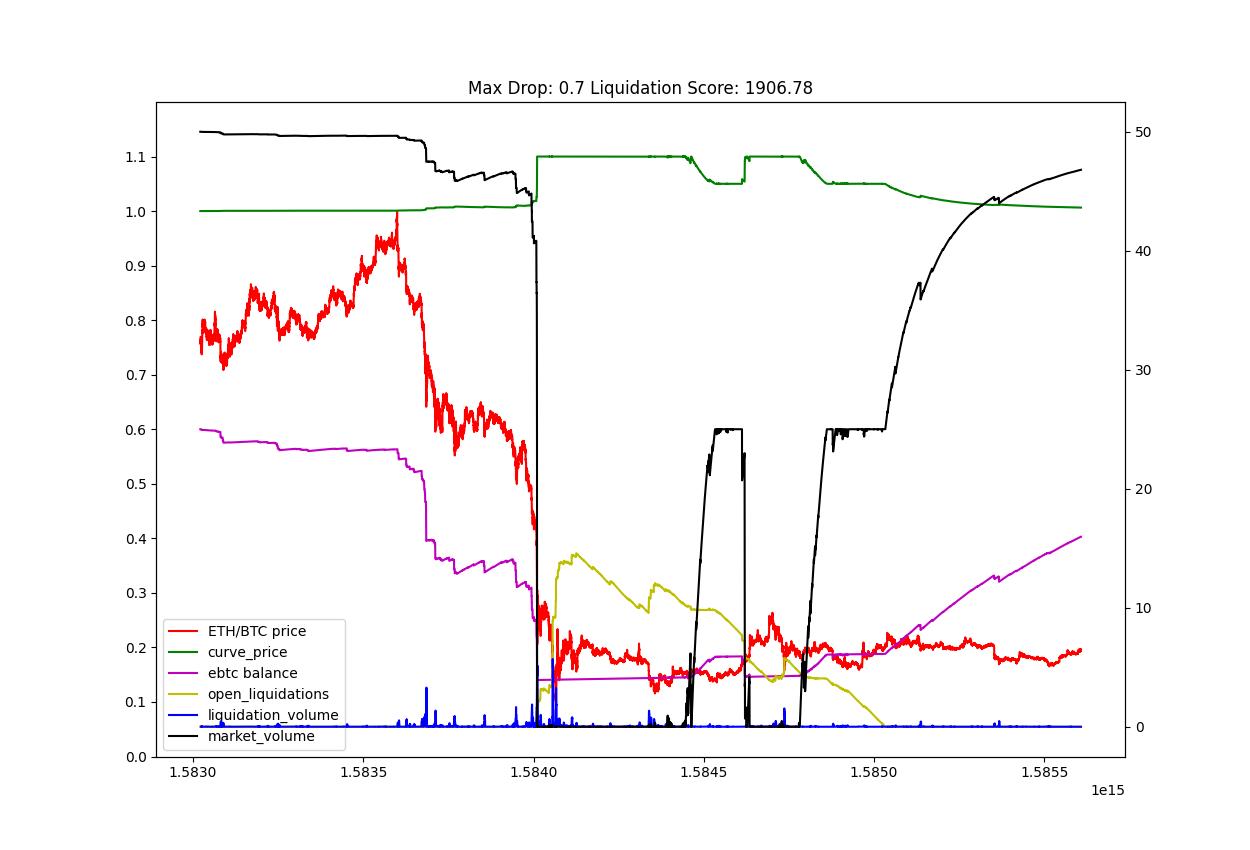 Max Drop: 0.7 Liquidation Score: 1906.78
1.1
1.0
0.9
0.8
0.7
0.6
0.5
0.4
0.3
0.2
0.1
0.0
50
40
30
20
10
0
ETH/BTC price
curve_price
ebtc balance
open_liquidations
liquidation_volume
market_volume
1.5830 1.5835 1.5840 1.5845 1.5850 1.5855
1e15